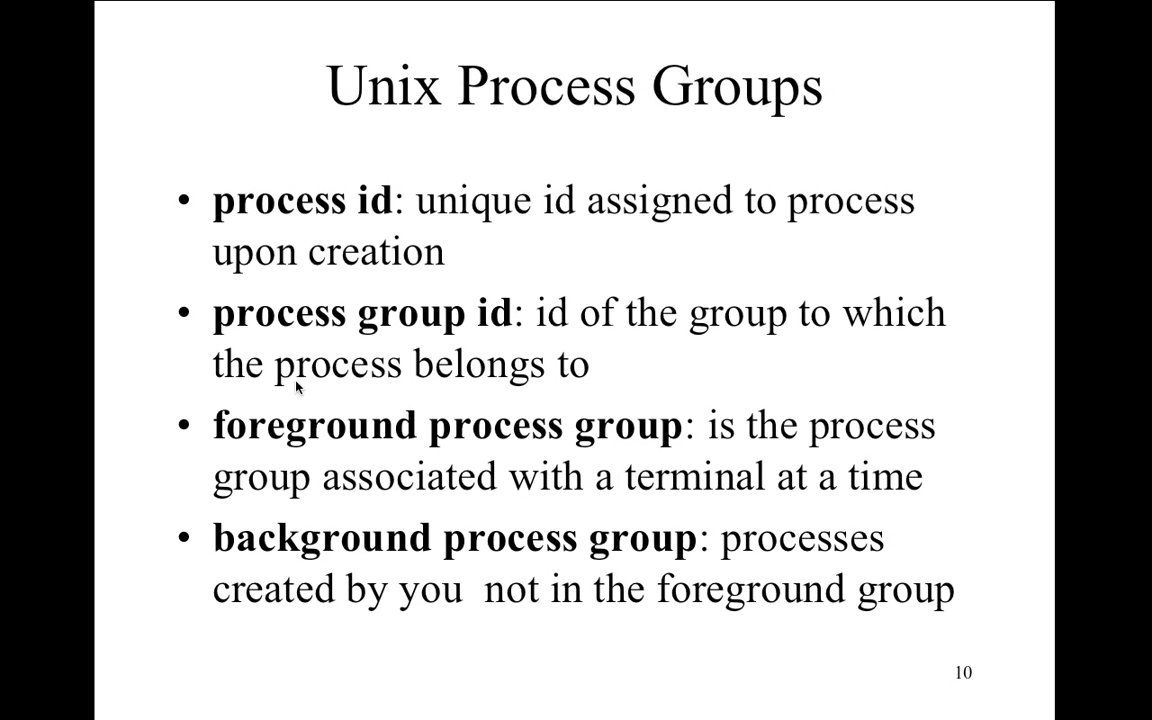 Unix Process Groups
• process id: unique id assigned to process
upon creation
• process group id: id of the group to which
the process belongs to
• foreground process group: is the process
group associated with a terminal at a time
• background process group: processes
created by you  not in the foreground group
10